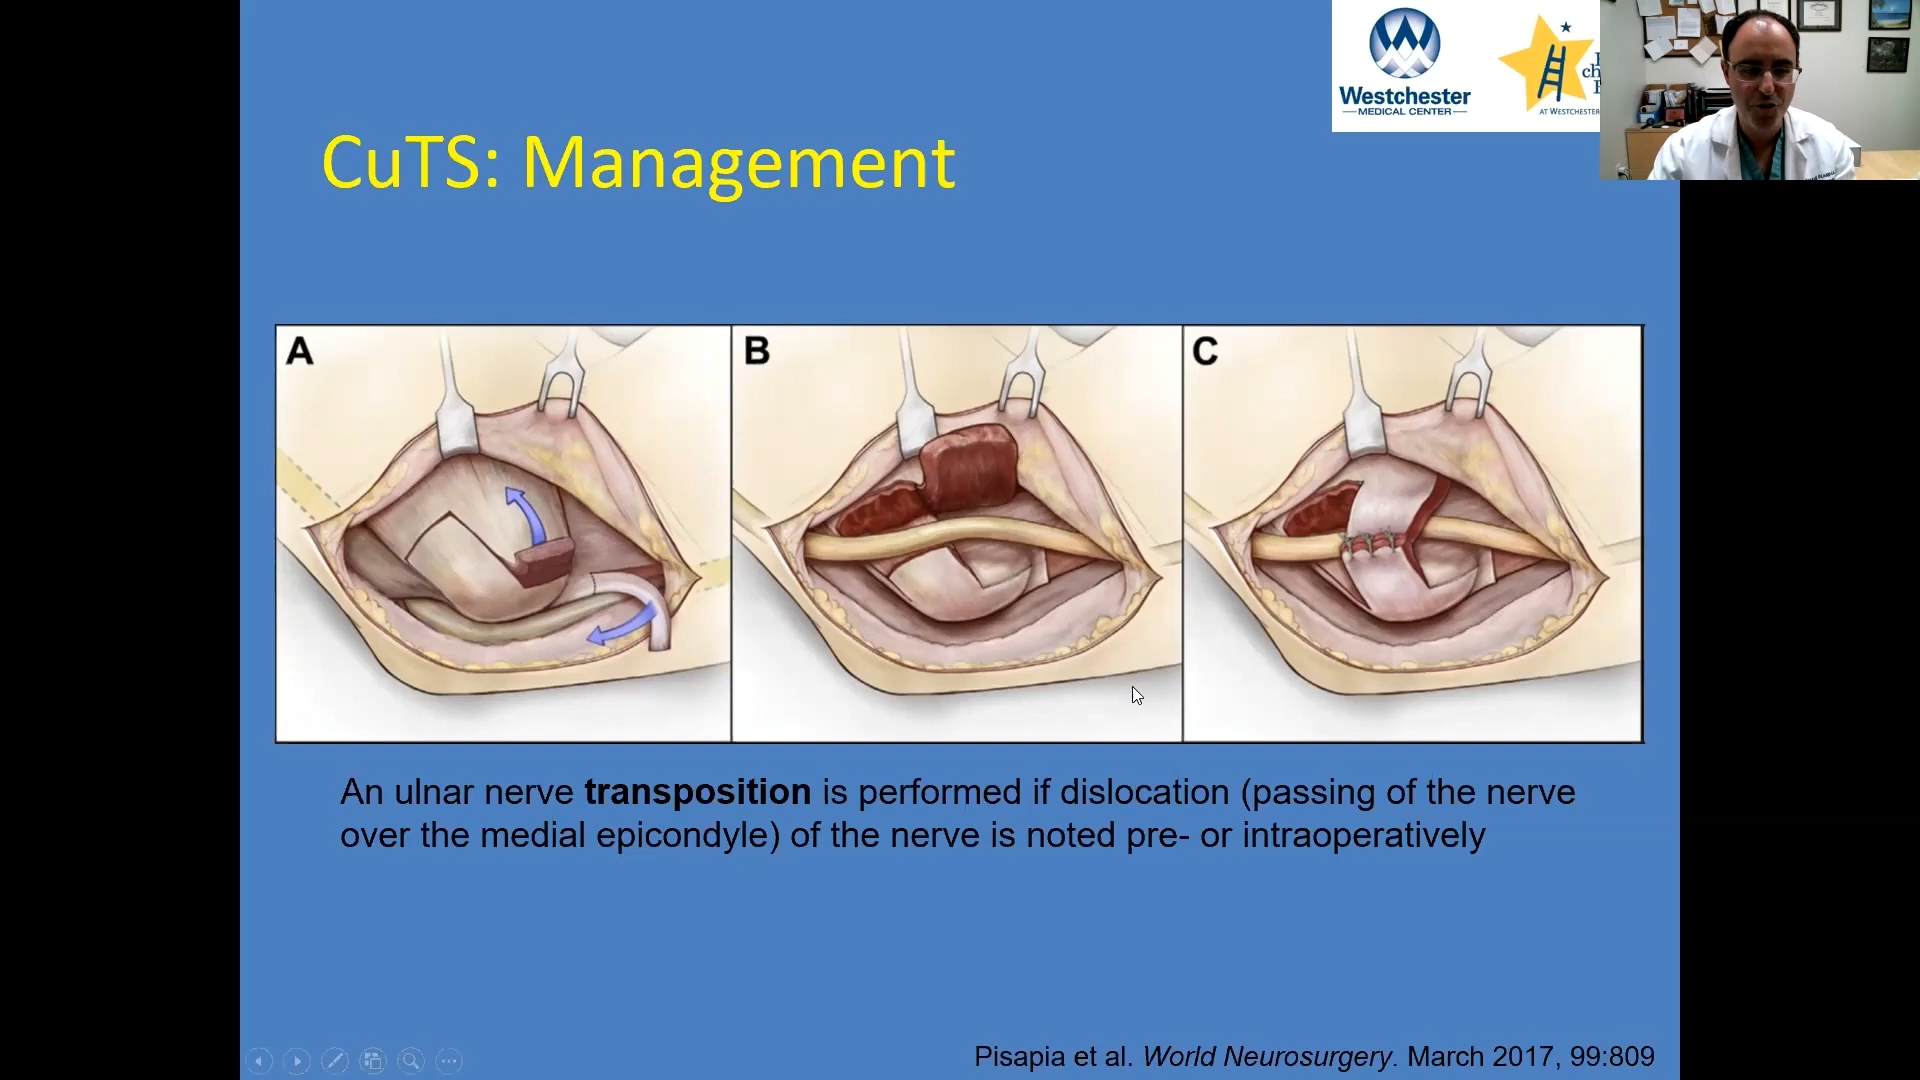 Westchester
MEDICAL CENTER
AT WESTCHESTER
CuTS: Management
A
B
C
An ulnar nerve transposition is performed if dislocation (passing of the nerve
over the medial epicondyle) of the nerve is noted pre- or intraoperatively
Pisapia et al. World Neurosurgery. March 2017, 99:809